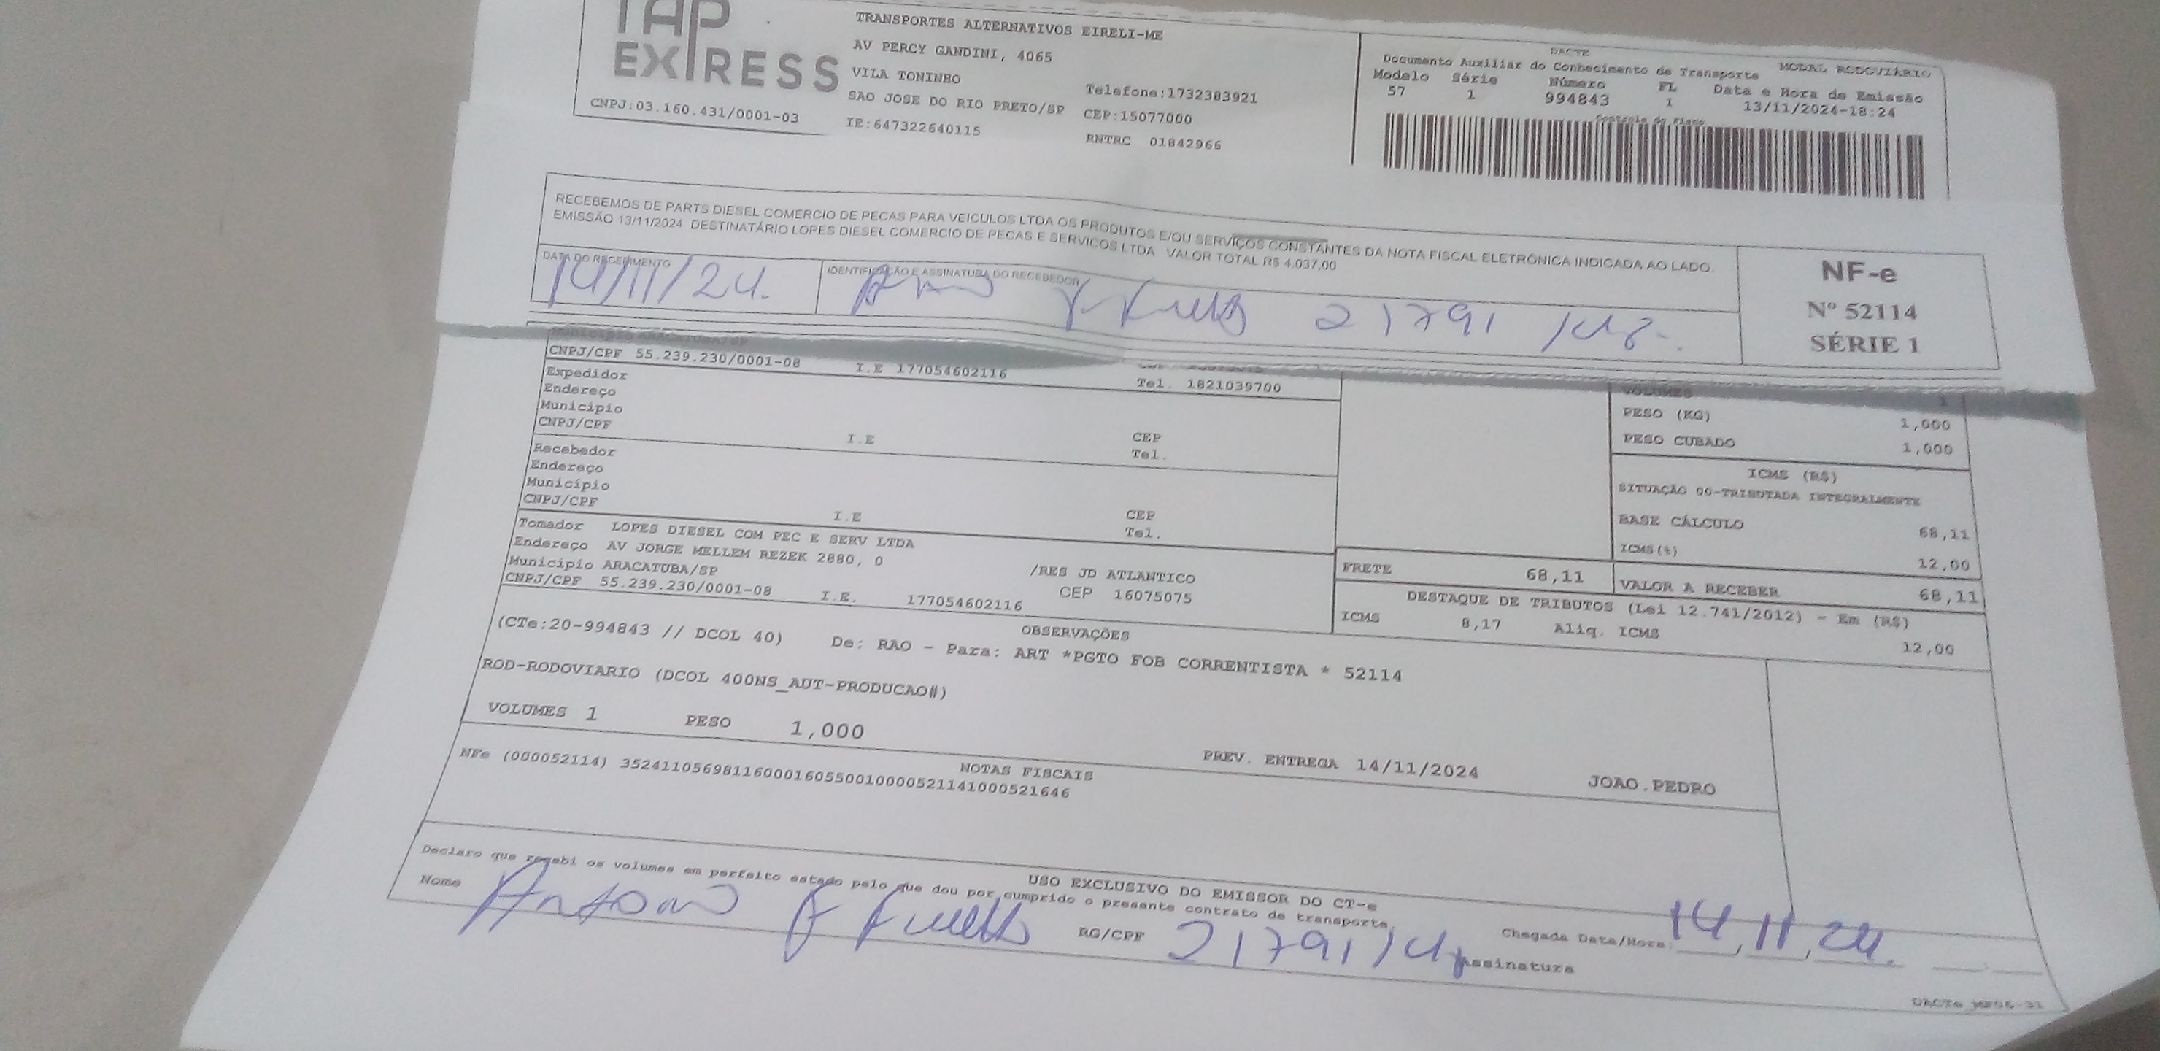 TAP
EXPRESS
CNPJ:03.160.431/0001-03
TRANSPORTES ALTERNATIVOS EIRELI-ME
AV PERCY GANDINI, 4065
VILA TONINHO
SAO JOSE DO RIO PRETO/SP
IE:647322640115
Telefone:1732383921
CEP:15077000
RNTRC 01842966
DACTE
Documento Auxiliar do Conhecimento de Transporte MODAL RODOVIÁRIO
Modelo Série Número FL Data e Hora de Emissão
57 1 994843 1 13/11/2024-18:24
Controle do Fisco
RECEBEMOS DE PARTS DIESEL COMERCIO DE PECAS PARA VEICULOS LTDA OS PRODUTOS E/OU SERVIÇOS CONSTANTES DA NOTA FISCAL ELETRÔNICA INDICADA AO LADO.
EMISSÃO 13/11/2024 DESTINATÁRIO LOPES DIESEL COMERCIO DE PECAS E SERVICOS LTDA VALOR TOTAL R$ 4.037,00
DATA DO RECEBIMENTO
14/11/24.
IDENTIFICAÇÃO E ASSINATURA DO RECEBEDOR
21791
NF-e
Nº 52114
SÉRIE 1
CNPJ/CPF 55.239.230/0001-08 I.E 177054602116 Tel. 1821039700
Expedidor
Endereço
Município
CNPJ/CPF I.E CEP
Tel.
Recebedor
Endereço
Município
CNPJ/CPF I.E CEP
Tel.
Tomador LOPES DIESEL COM PEC E SERV LTDA
Endereço AV JORGE MELLEM REZEK 2880, 0 /RES JD ATLANTICO
Município ARACATUBA/SP CEP 16075075
CNPJ/CPF 55.239.230/0001-08 I.E. 177054602116
VOLUMES 1
PESO (KG) 1,000
PESO CUBADO 1,000
ICMS (R$)
SITUAÇÃO 00-TRIBUTADA INTEGRALMENTE
BASE CÁLCULO 68,11
ICMS(%) 12,00
FRETE 68,11 VALOR A RECEBER 68,11
DESTAQUE DE TRIBUTOS (Lei 12.741/2012) - Em (R$)
ICMS 8,17 Aliq. ICMS 12,00
OBSERVAÇÕES
(CTe:20-994843 // DCOL 40) De: RAO - Para: ART *PGTO FOB CORRENTISTA * 52114
ROD-RODOVIARIO (DCOL 400NS_AUT-PRODUCAO#)
VOLUMES 1 PESO 1,000 PREV. ENTREGA 14/11/2024 JOAO.PEDRO
NOTAS FISCAIS
NFe (000052114) 35241105698116000160550010000521141000521646
USO EXCLUSIVO DO EMISSOR DO CT-e
Declaro que recebi os volumes em perfeito estado pelo que dou por cumprido o presente contrato de transporte
Nome Antonio RG/CPF 21791 Assinatura
Chegada Data/Hora: 14,11,24.